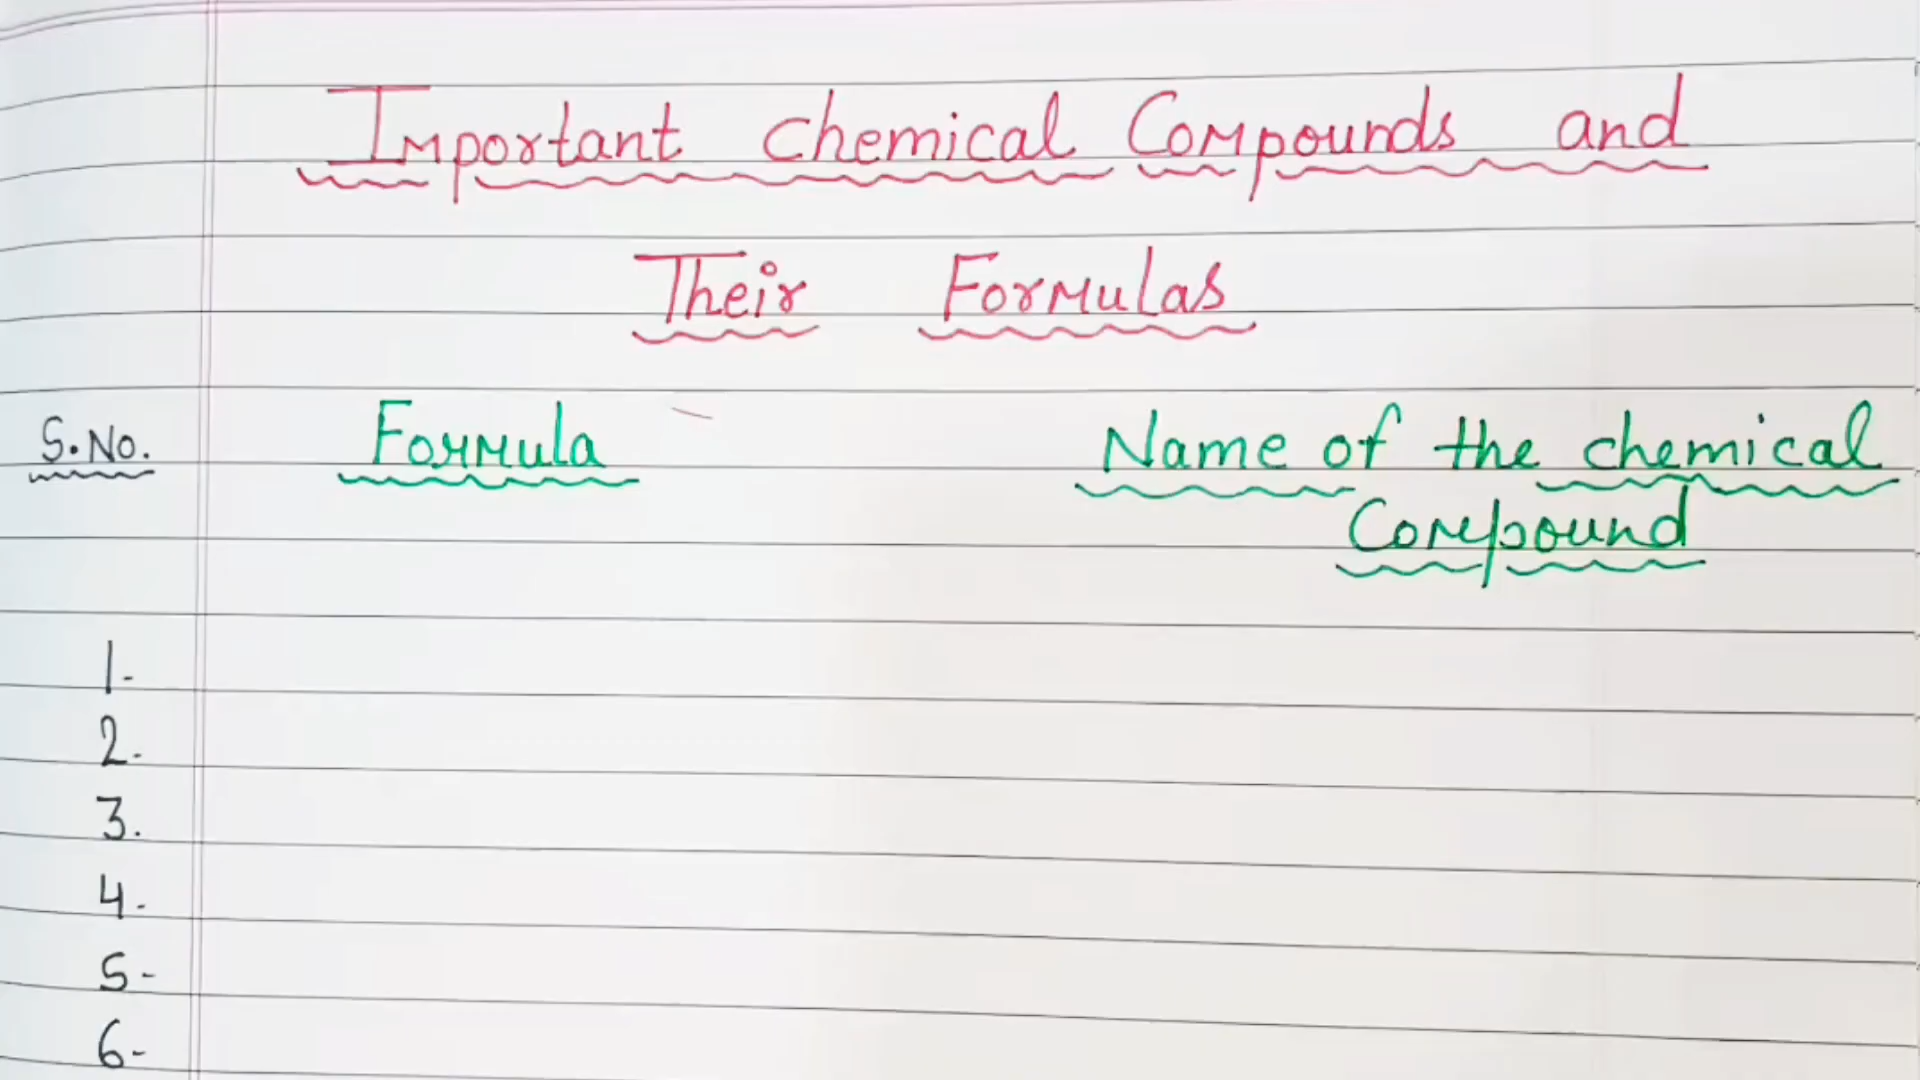 Important Chemical Compounds and
Their Formulas
S.No. Formula Name of the chemical
Compound
1-
2-
3.
4-
5-
6-